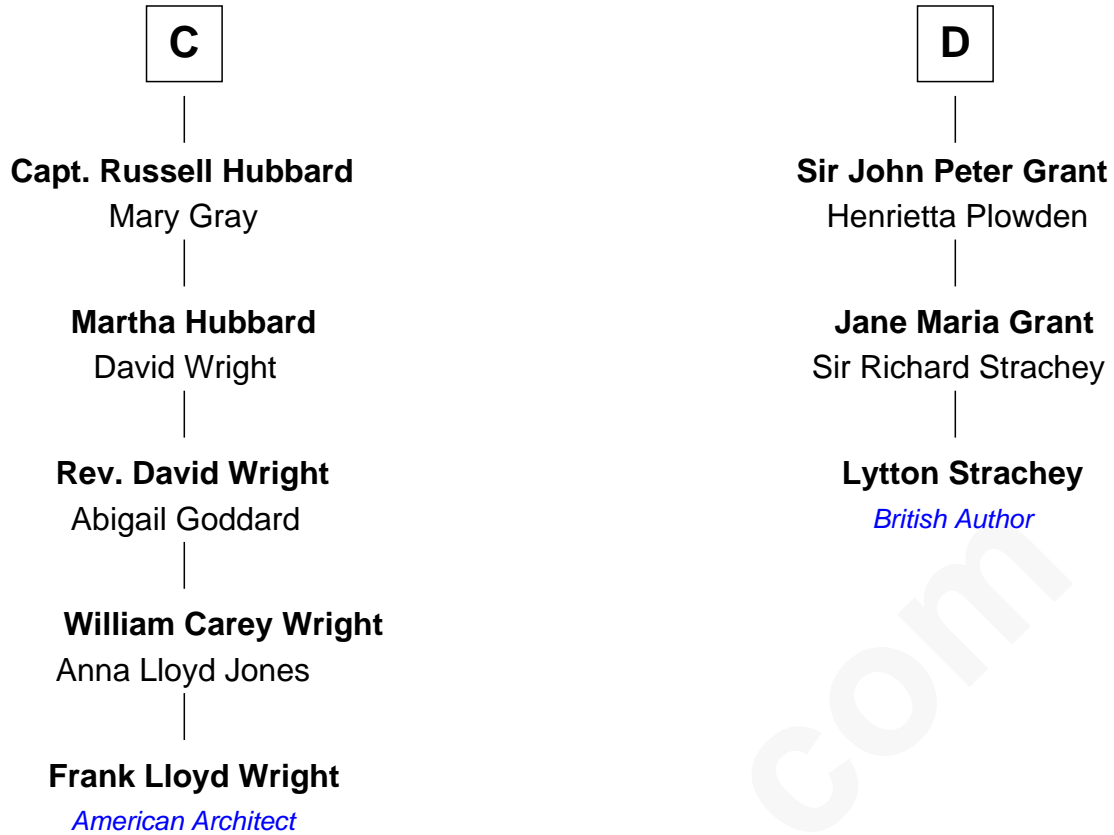 C
Capt. Russell Hubbard
Mary Gray
Martha Hubbard
David Wright
Rev. David Wright
Abigail Goddard
William Carey Wright
Anna Lloyd Jones
Frank Lloyd Wright
American Architect
D
Sir John Peter Grant
Henrietta Plowden
Jane Maria Grant
Sir Richard Strachey
Lytton Strachey
British Author
com